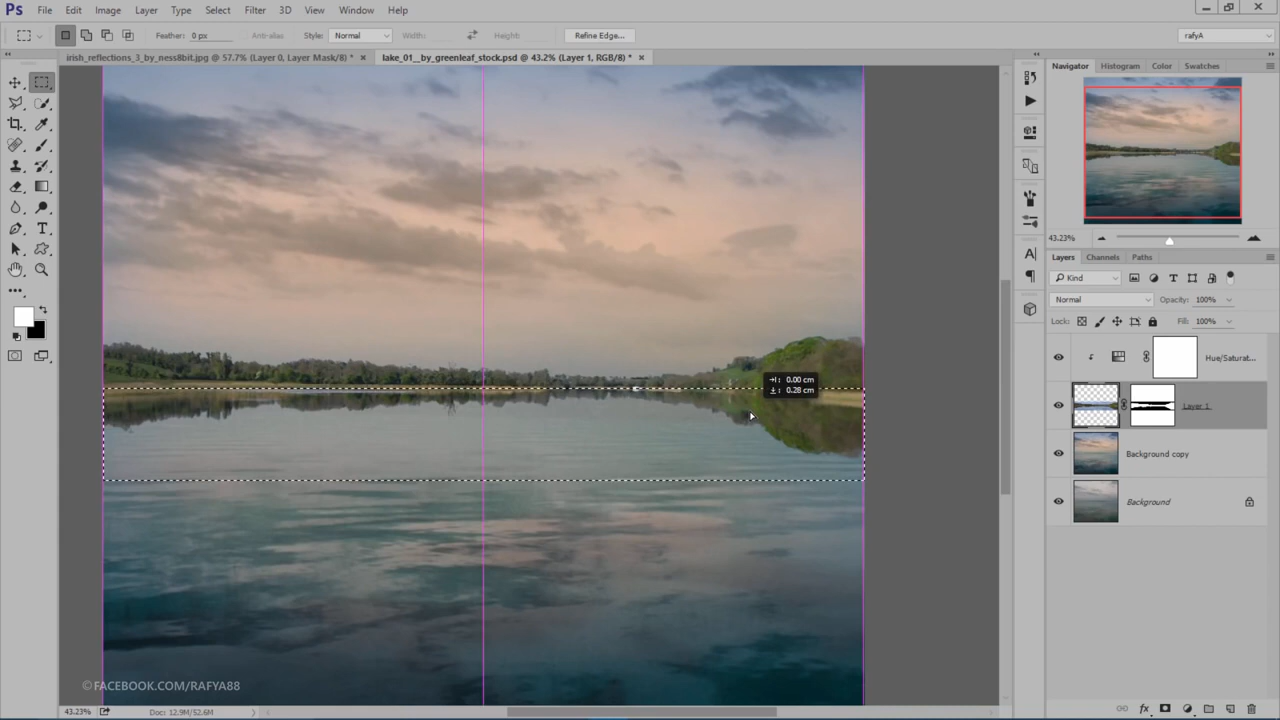 Ps File Edit Image Layer Type Select Filter 3D View Window Help
Feather: 0 px Anti-alias Style: Normal Width: Height: Refine Edge... rafyA
irish_reflections_3_by_ness8bit.jpg @ 57.7% (Layer 0, Layer Mask/8) * × lake_01__by_greenleaf_stock.psd @ 43.2% (Layer 1, RGB/8) * ×
Navigator Histogram Color Swatches
43.23%
Layers Channels Paths
Kind
Normal Opacity: 100%
Lock: Fill: 100%
Hue/Saturat...
Layer 1
Background copy
Background
: 0.00 cm
: 0.28 cm
©FACEBOOK.COM/RAFYA88
43.23% Doc: 12.9M/52.6M